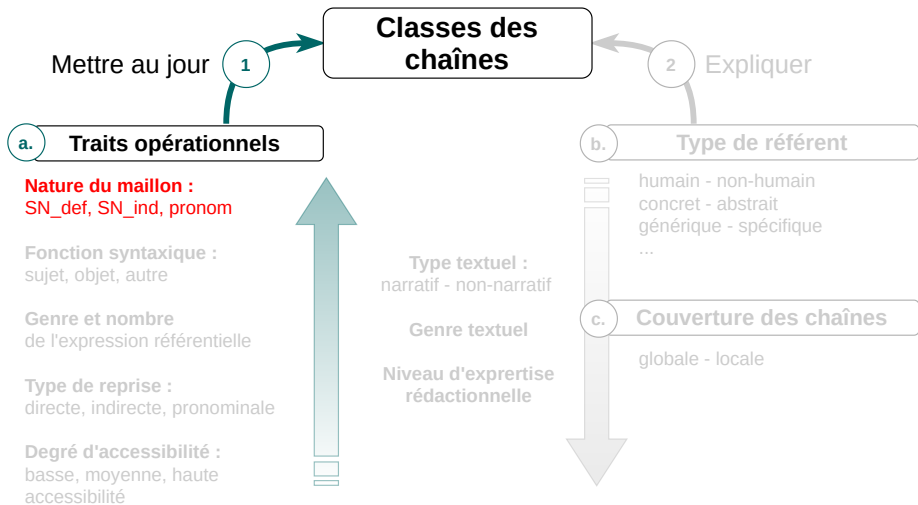 Classes des
chaînes
Mettre au jour
1
2
Expliquer
a.
Traits opérationnels
Nature du maillon :
SN_def, SN_ind, pronom
Fonction syntaxique :
sujet, objet, autre
Genre et nombre
de l'expression référentielle
Type de reprise :
directe, indirecte, pronominale
Degré d'accessibilité :
basse, moyenne, haute
accessibilité
Type textuel :
narratif - non-narratif
Genre textuel
Niveau d'exprertise
rédactionnelle
b.
Type de référent
humain - non-humain
concret - abstrait
générique - spécifique
...
c.
Couverture des chaînes
globale - locale